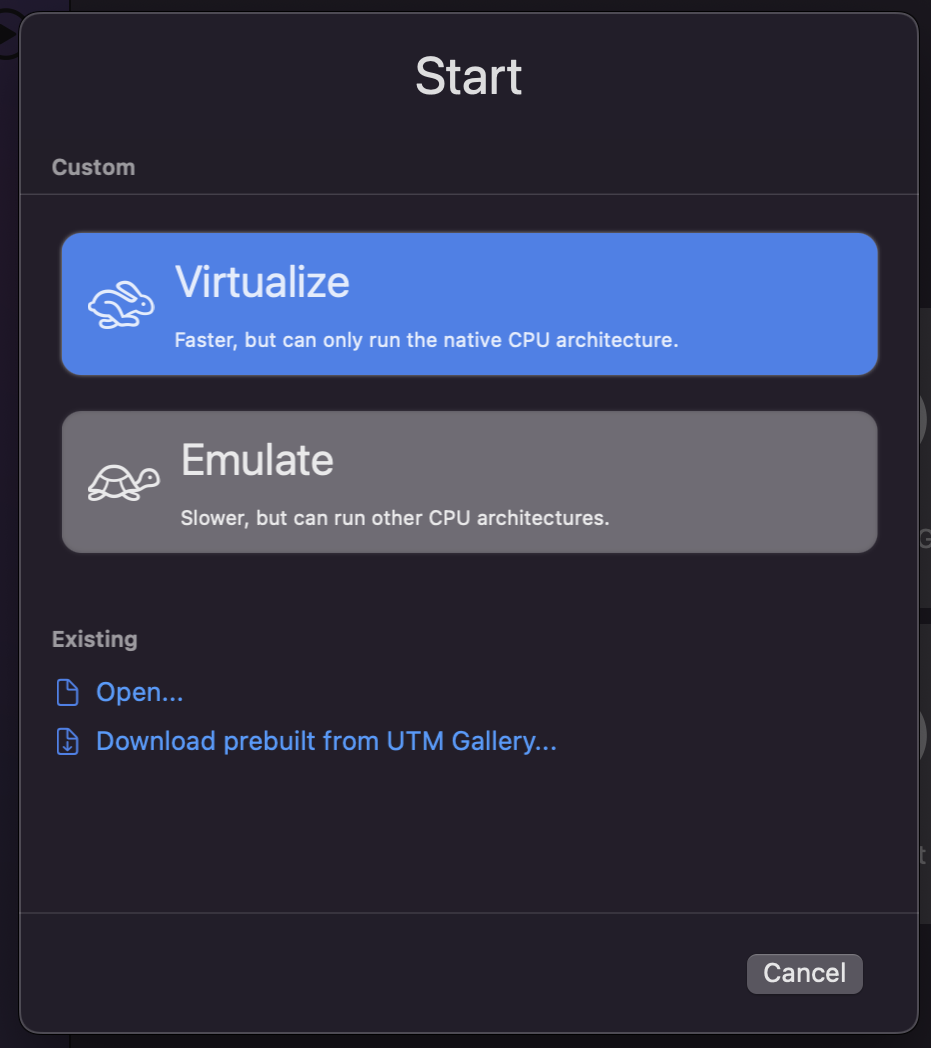 Start
Custom
Virtualize
Faster, but can only run the native CPU architecture.
Emulate
Slower, but can run other CPU architectures.
Existing
Open...
Download prebuilt from UTM Gallery...
Cancel